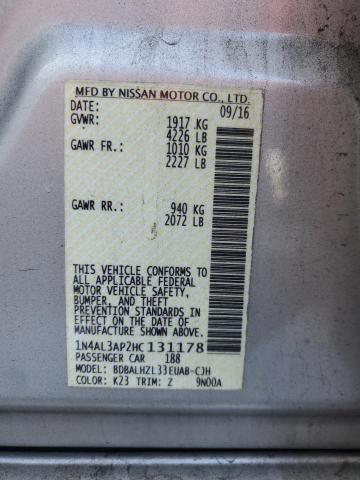 MFD BY NISSAN MOTOR CO., LTD.
DATE: 09/16
GVWR: 1917 KG
4226 LB
GAWR FR.: 1010 KG
2227 LB
GAWR RR.: 940 KG
2072 LB
THIS VEHICLE CONFORMS TO
ALL APPLICABLE FEDERAL
MOTOR VEHICLE SAFETY,
BUMPER, AND THEFT
PREVENTION STANDARDS IN
EFFECT ON THE DATE OF
MANUFACTURE SHOWN ABOVE.
1N4AL3AP2HC131178
PASSENGER CAR 188
MODEL: BDBALHZL33EUAB-CJH
COLOR: K23 TRIM: Z 9N00A